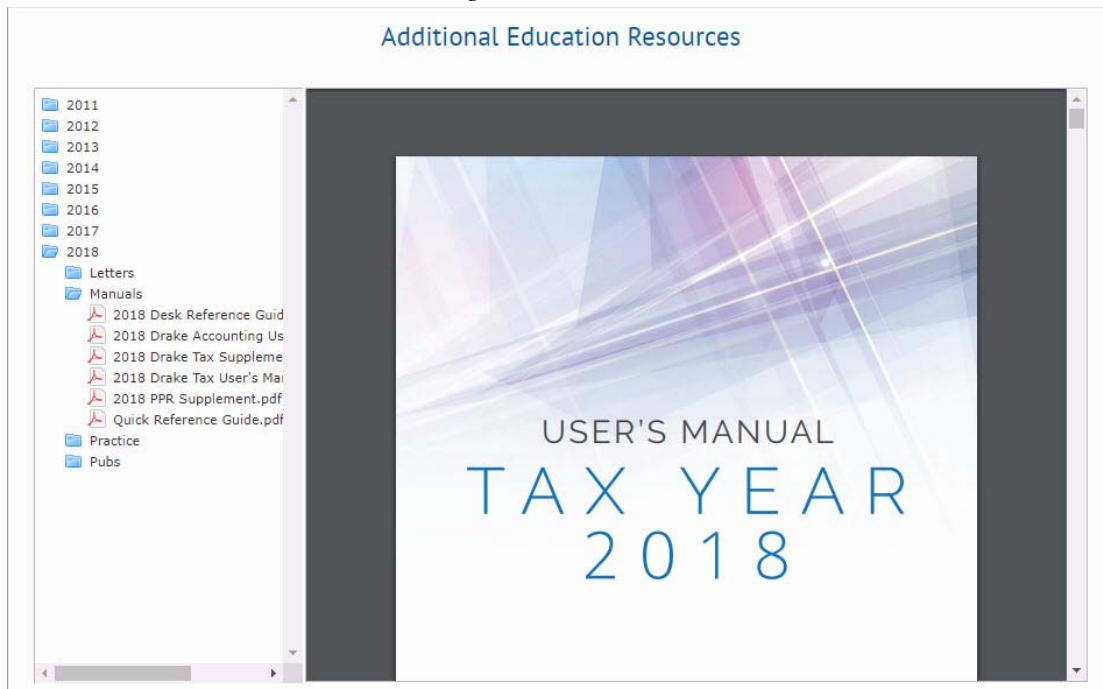 Additional Education Resources
2011
2012
2013
2014
2015
2016
2017
2018
Letters
Manuals
2018 Desk Reference Guid
2018 Drake Accounting Us
2018 Drake Tax Suppleme
2018 Drake Tax User's Ma
2018 PPR Supplement.pdf
Quick Reference Guide.pdf
Practice
Pubs
USER'S MANUAL
TAX YEAR
2018